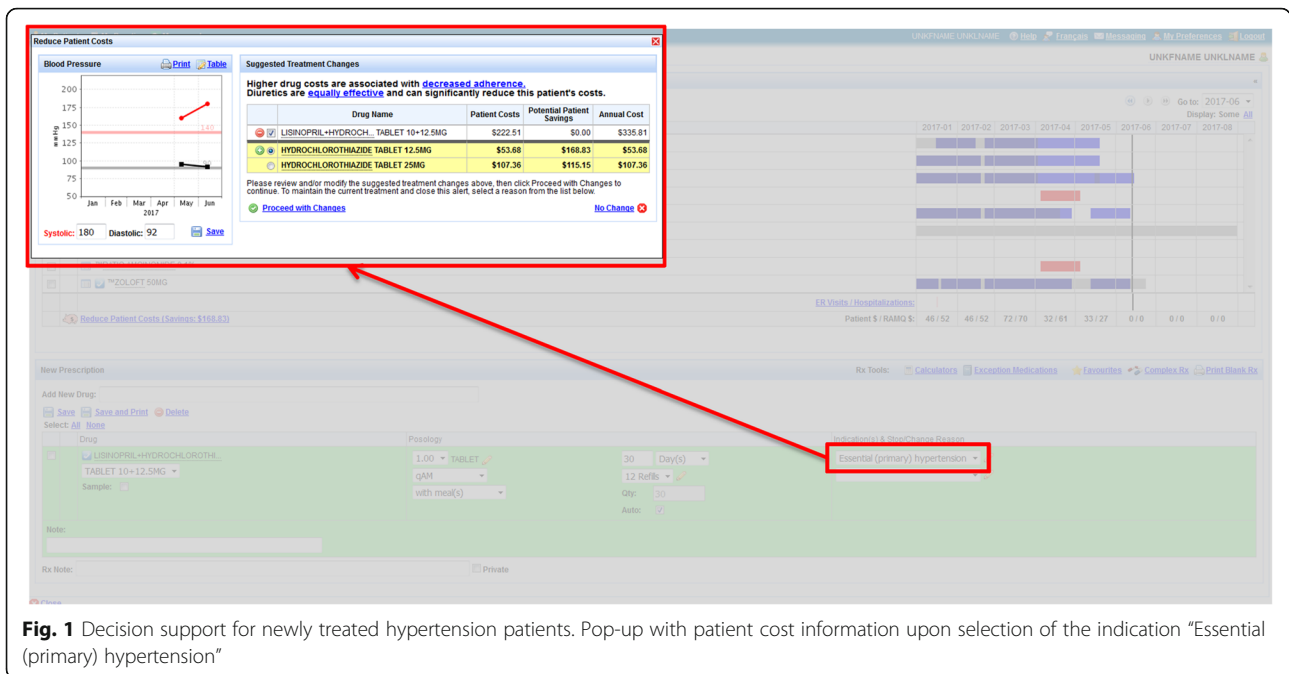 UNKFNAME UNKLNAME Help Français Messaging My Preferences Logout
UNKFNAME UNKLNAME
Reduce Patient Costs
Blood Pressure Print Table
mmHg
200
175
150
125
100
75
50
140
90
Jan Feb Mar Apr May Jun
2017
Systolic: 180 Diastolic: 92 Save
Suggested Treatment Changes
Higher drug costs are associated with decreased adherence.
Diuretics are equally effective and can significantly reduce this patient's costs.
Drug Name Patient Costs Potential Patient Savings Annual Cost
LISINOPRIL+HYDROCH... TABLET 10+12.5MG $222.51 $0.00 $335.81
HYDROCHLOROTHIAZIDE TABLET 12.5MG $53.68 $168.83 $53.68
HYDROCHLOROTHIAZIDE TABLET 25MG $107.36 $115.15 $107.36
Please review and/or modify the suggested treatment changes above, then click Proceed with Changes to
continue. To maintain the current treatment and close this alert, select a reason from the list below.
Proceed with Changes No Change
Go to: 2017-06
Display: Some All
2017-01 2017-02 2017-03 2017-04 2017-05 2017-06 2017-07 2017-08
ZOLOFT 50MG
ER Visits / Hospitalizations:
Reduce Patient Costs (Savings: $168.83) Patient $ / RAMQ $: 46 / 52 46 / 52 72 / 70 32 / 61 33 / 27 0 / 0 0 / 0 0 / 0
New Prescription Rx Tools: Calculators Exception Medications Favourites Complex Rx Print Blank Rx
Add New Drug:
Save Save and Print Delete
Select: All None
Drug Posology Indication(s) & Stop/Change Reason
LISINOPRIL+HYDROCHLOROTHI... 1.00 TABLET 30 Day(s) Essential (primary) hypertension
TABLET 10+12.5MG qAM 12 Refills
Sample: with meal(s) Qty: 30
Auto:
Note:
Rx Note: Private
Close
Fig. 1 Decision support for newly treated hypertension patients. Pop-up with patient cost information upon selection of the indication "Essential
(primary) hypertension"